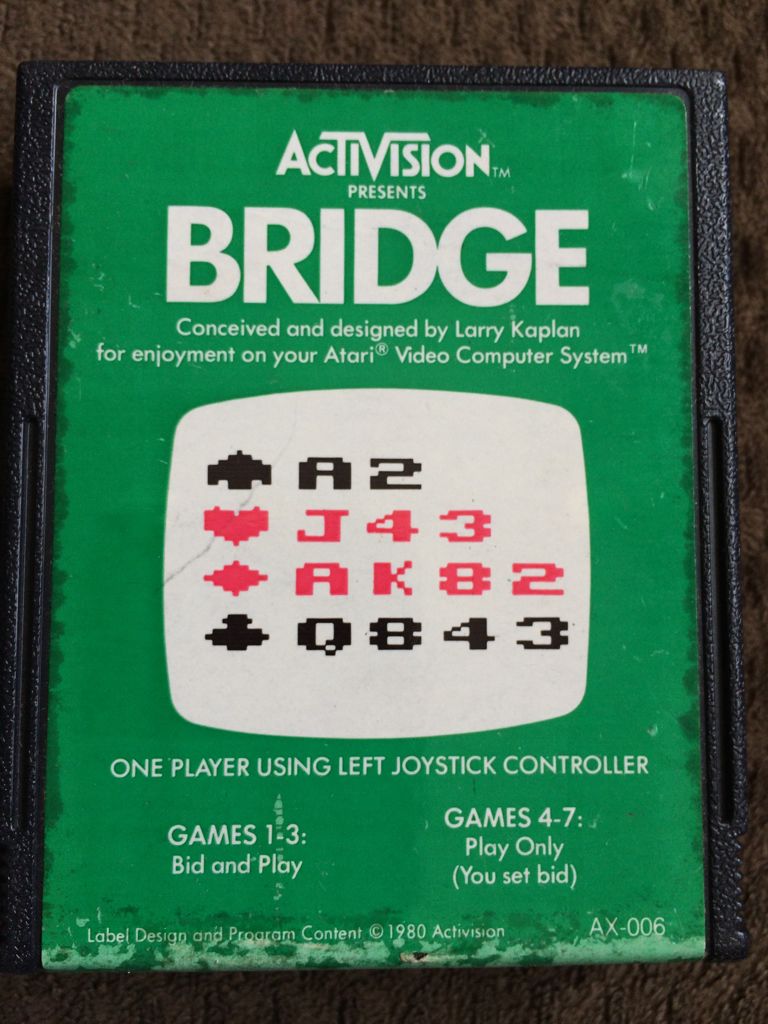 ACTIVISION™
PRESENTS
BRIDGE
Conceived and designed by Larry Kaplan
for enjoyment on your Atari® Video Computer System™
♠ A 2
♥ J 4 3
♦ A K 8 2
♣ Q 8 4 3
ONE PLAYER USING LEFT JOYSTICK CONTROLLER
GAMES 1-3:
Bid and Play
GAMES 4-7:
Play Only
(You set bid)
Label Design and Program Content © 1980 Activision
AX-006